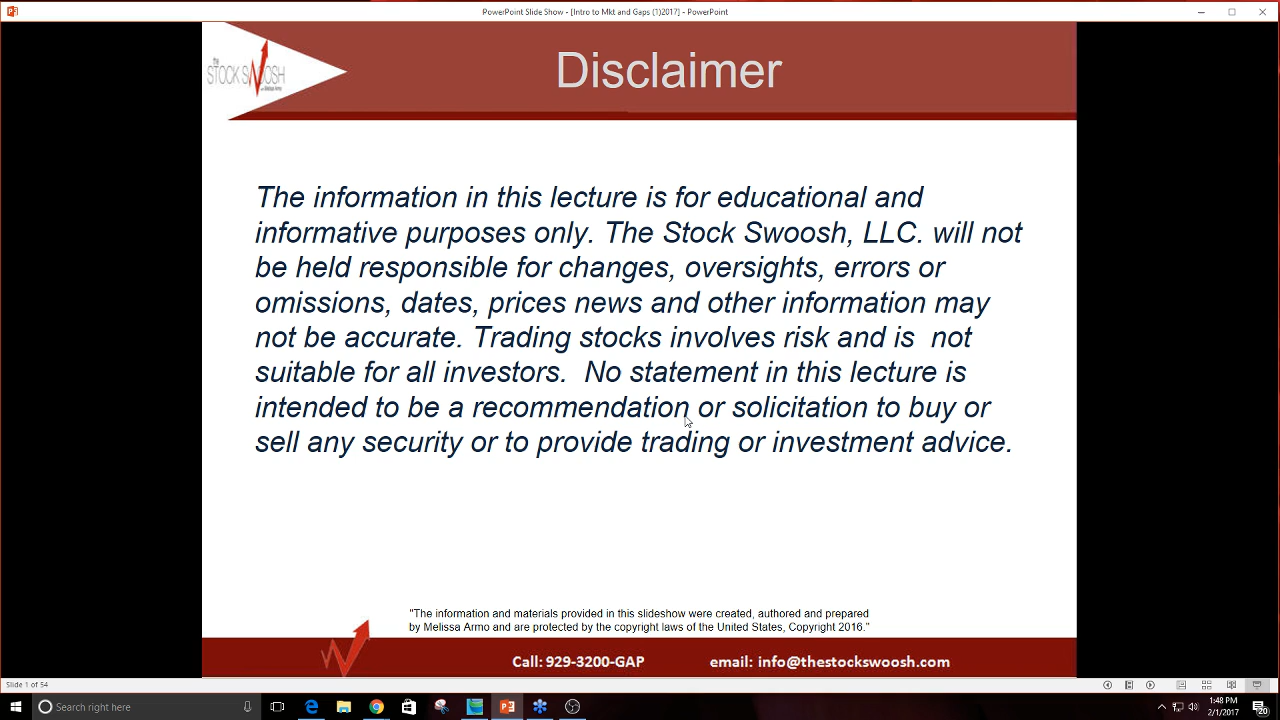 PowerPoint Slide Show - [Intro to Mkt and Gaps (1)2017] - PowerPoint
the
STOCK SWOOSH
with Melissa Armo
Disclaimer
The information in this lecture is for educational and
informative purposes only. The Stock Swoosh, LLC. will not
be held responsible for changes, oversights, errors or
omissions, dates, prices news and other information may
not be accurate. Trading stocks involves risk and is  not
suitable for all investors.  No statement in this lecture is
intended to be a recommendation or solicitation to buy or
sell any security or to provide trading or investment advice.
"The information and materials provided in this slideshow were created, authored and prepared
by Melissa Armo and are protected by the copyright laws of the United States, Copyright 2016."
Call: 929-3200-GAP email: info@thestockswoosh.com
Slide 1 of 54
Search right here
1:48 PM
2/1/2017
20